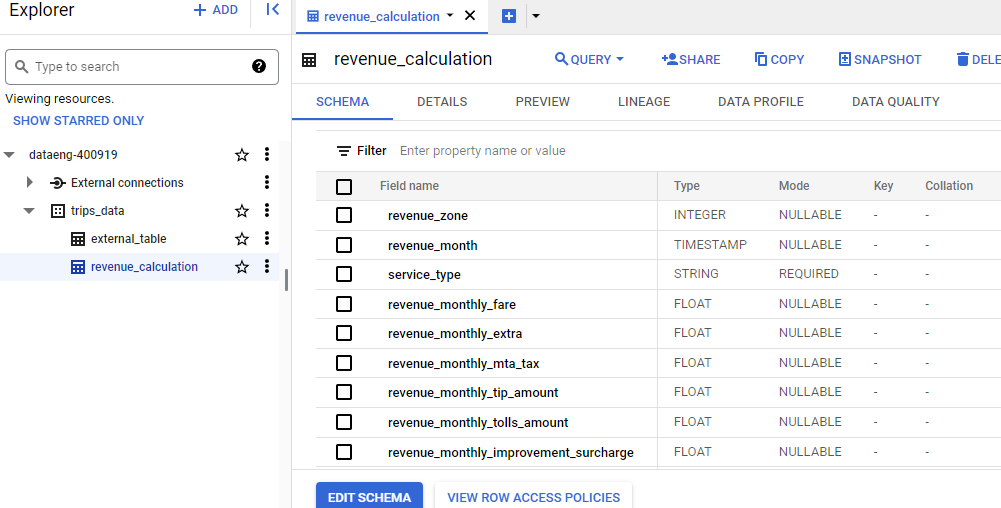 Explorer
+ ADD
Type to search
Viewing resources.
SHOW STARRED ONLY
dataeng-400919
External connections
trips_data
external_table
revenue_calculation
revenue_calculation
revenue_calculation
QUERY
SHARE
COPY
SNAPSHOT
DELE
SCHEMA DETAILS PREVIEW LINEAGE DATA PROFILE DATA QUALITY
Filter Enter property name or value
Field name Type Mode Key Collation
revenue_zone INTEGER NULLABLE - -
revenue_month TIMESTAMP NULLABLE - -
service_type STRING REQUIRED - -
revenue_monthly_fare FLOAT NULLABLE - -
revenue_monthly_extra FLOAT NULLABLE - -
revenue_monthly_mta_tax FLOAT NULLABLE - -
revenue_monthly_tip_amount FLOAT NULLABLE - -
revenue_monthly_tolls_amount FLOAT NULLABLE - -
revenue_monthly_improvement_surcharge FLOAT NULLABLE - -
EDIT SCHEMA VIEW ROW ACCESS POLICIES